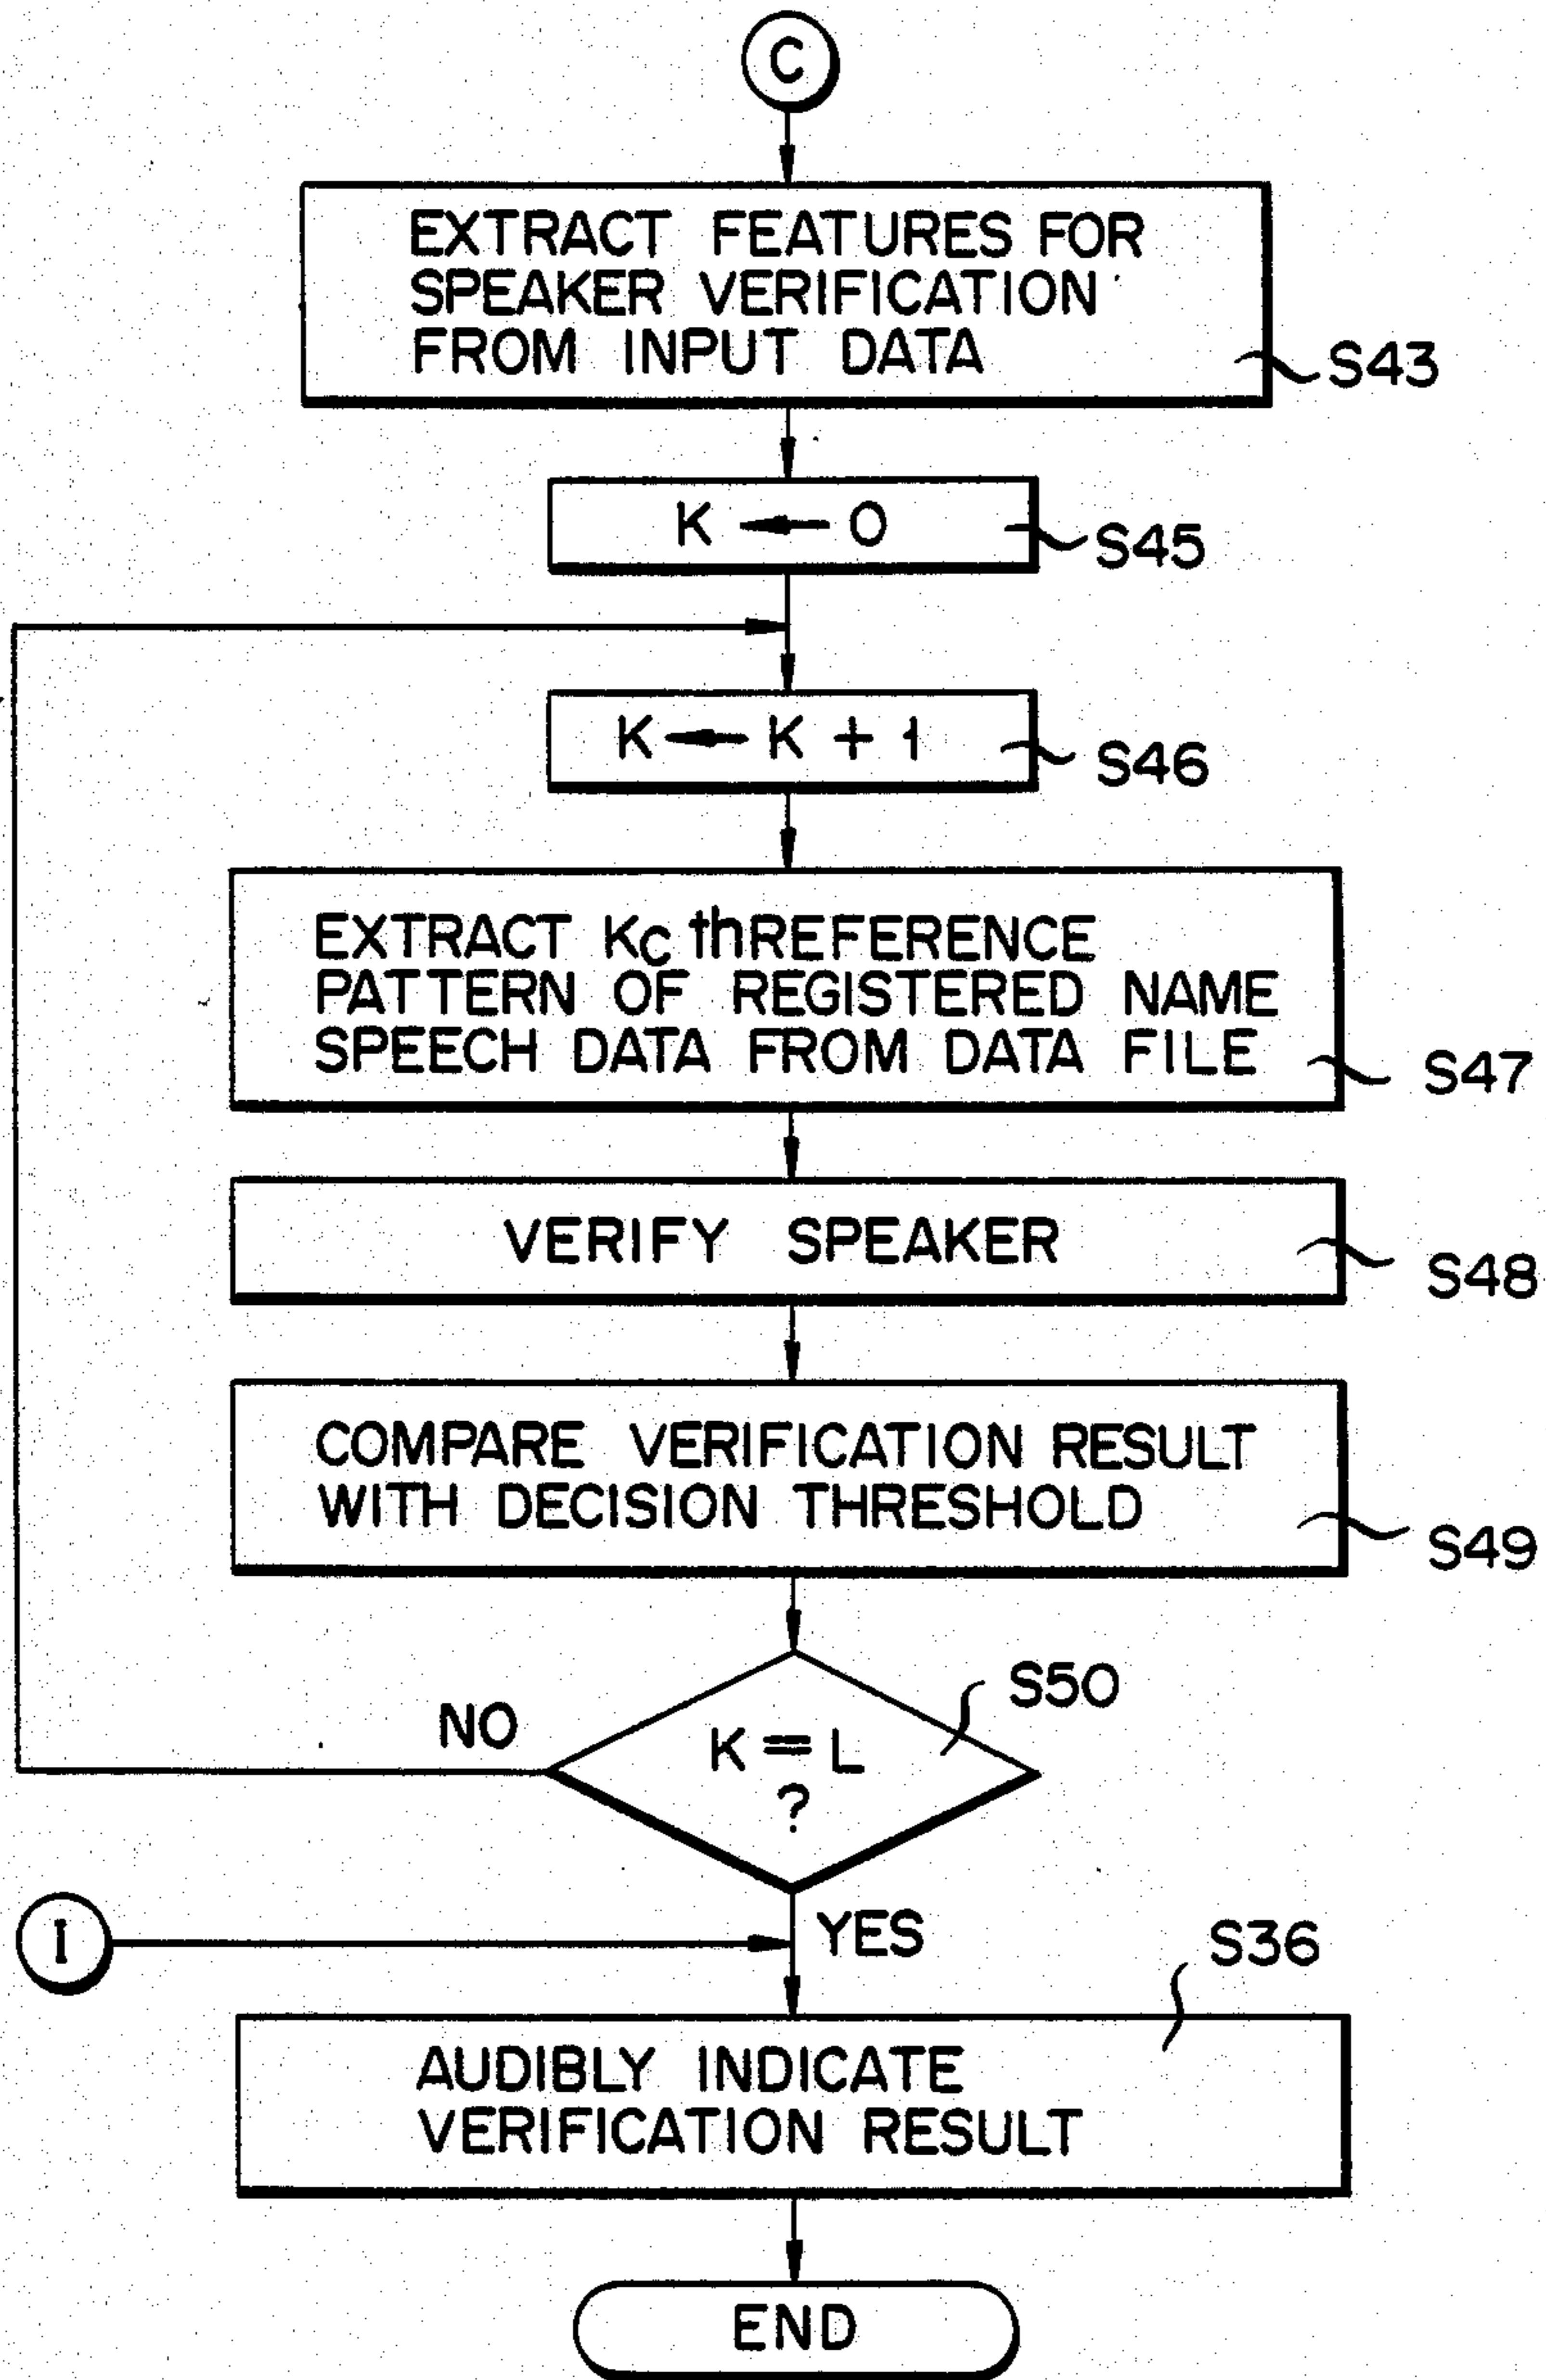 C
EXTRACT FEATURES FOR
SPEAKER VERIFICATION
FROM INPUT DATA
S43
K ← 0
S45
K ← K + 1
S46
EXTRACT Kc th REFERENCE
PATTERN OF REGISTERED NAME
SPEECH DATA FROM DATA FILE
S47
VERIFY SPEAKER
S48
COMPARE VERIFICATION RESULT
WITH DECISION THRESHOLD
S49
S50
NO
K = L
?
I
YES
S36
AUDIBLY INDICATE
VERIFICATION RESULT
END